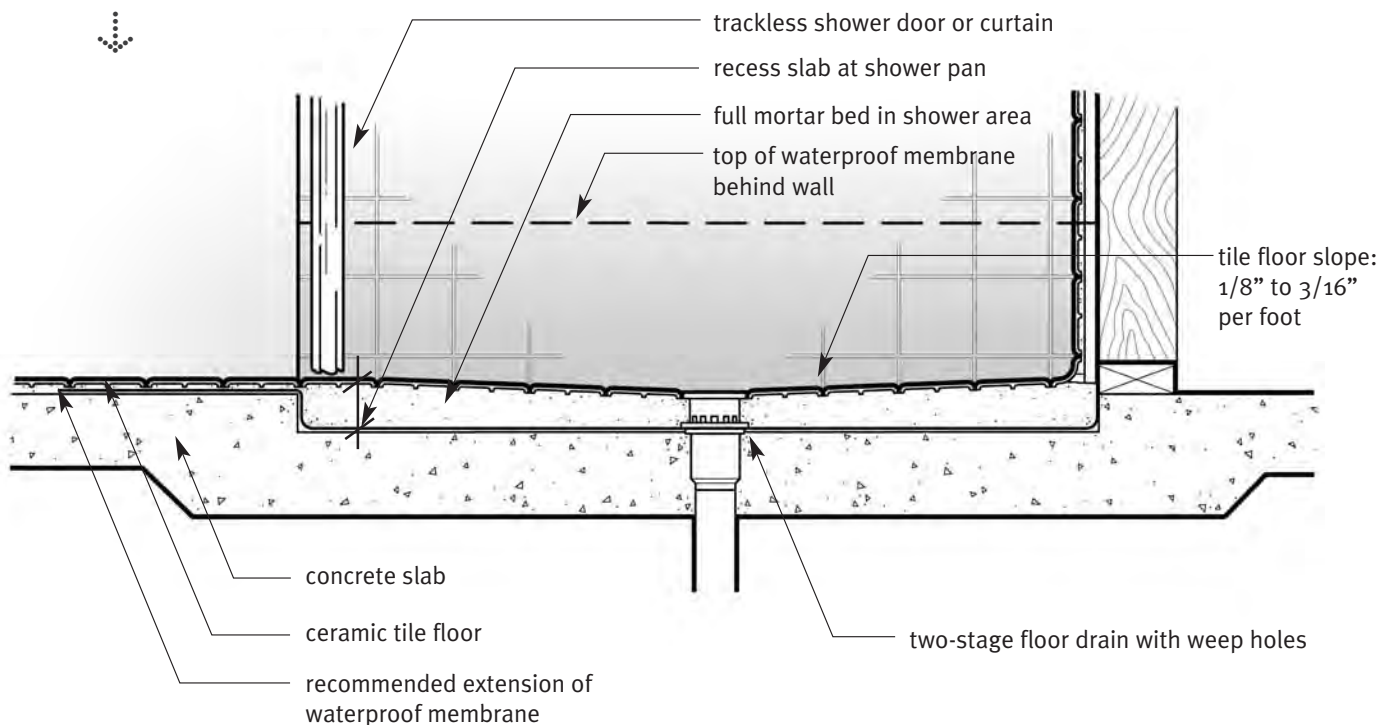 trackless shower door or curtain
recess slab at shower pan
full mortar bed in shower area
top of waterproof membrane
behind wall
tile floor slope:
1/8” to 3/16”
per foot
concrete slab
ceramic tile floor
two-stage floor drain with weep holes
recommended extension of
waterproof membrane